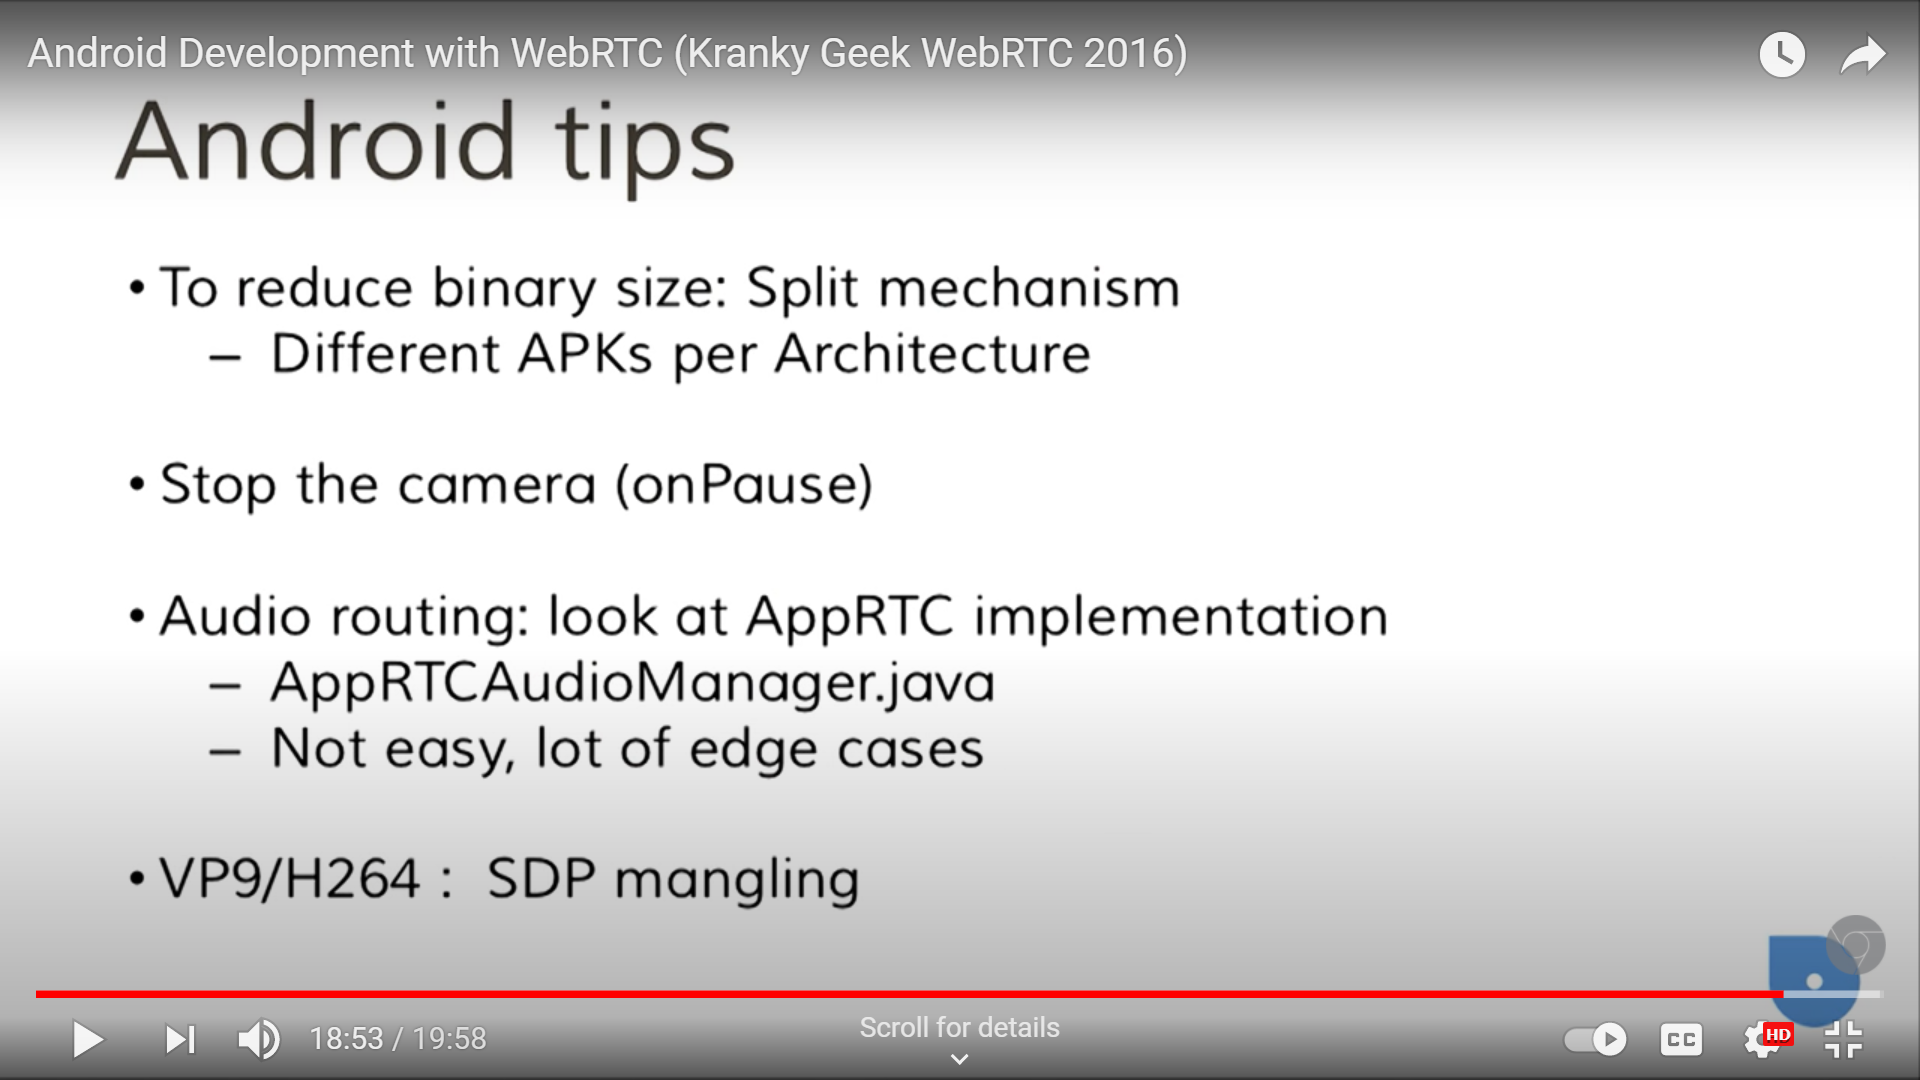 Android Development with WebRTC (Kranky Geek WebRTC 2016)
Android tips
• To reduce binary size: Split mechanism
– Different APKs per Architecture
• Stop the camera (onPause)
• Audio routing: look at AppRTC implementation
– AppRTCAudioManager.java
– Not easy, lot of edge cases
• VP9/H264 : SDP mangling
18:53 / 19:58
Scroll for details
CC
HD